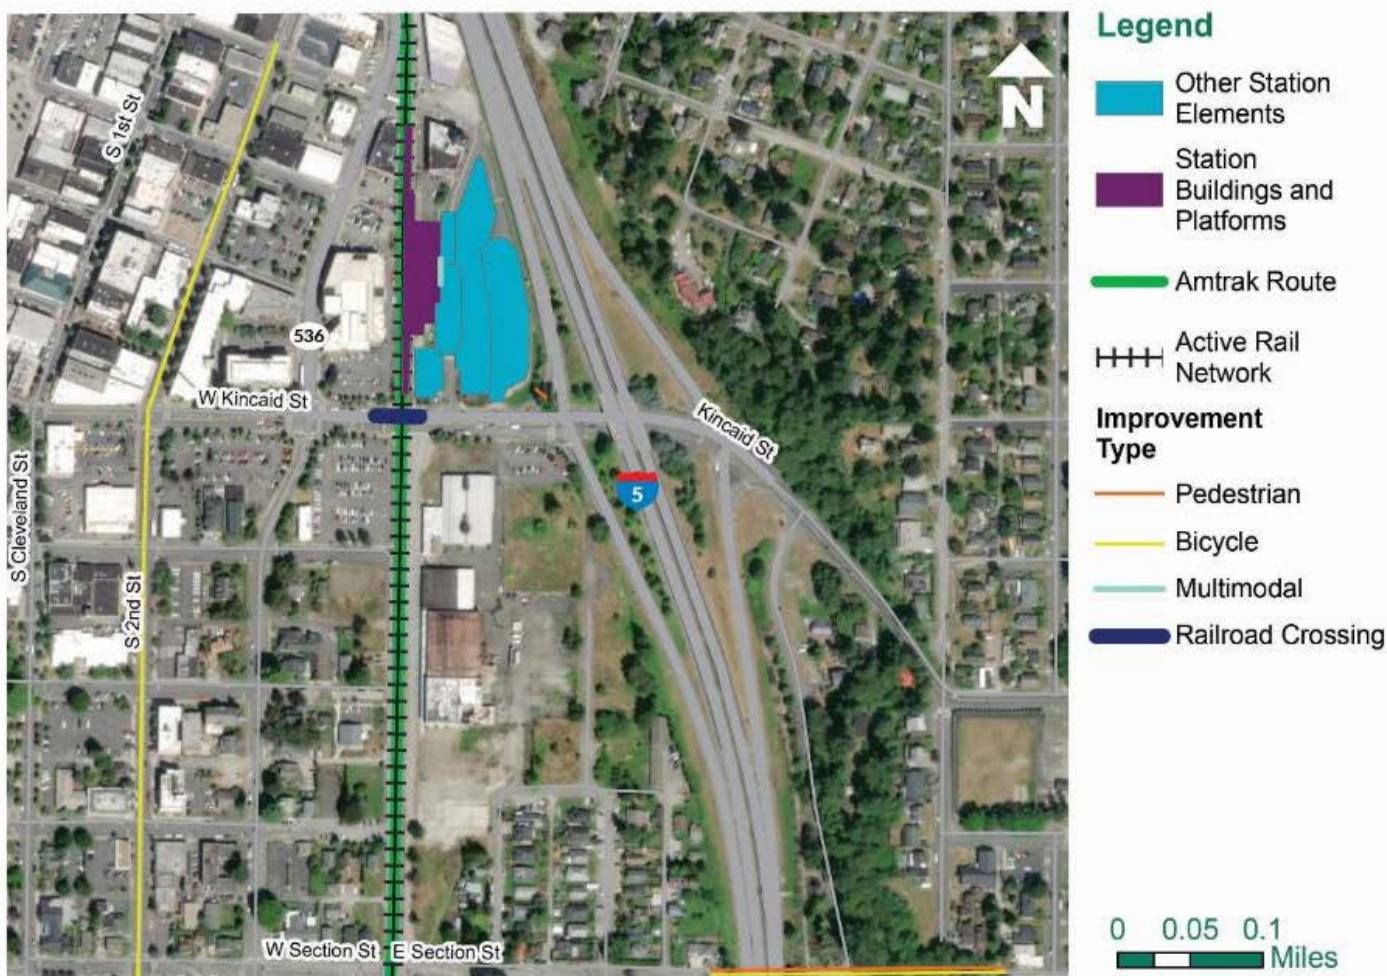 S 1st St
536
W Kincaid St
Kincaid St
5
S Cleveland St
S 2nd St
W Section St
E Section St
N
Legend
Other Station
Elements
Station
Buildings and
Platforms
Amtrak Route
Active Rail
Network
Improvement
Type
Pedestrian
Bicycle
Multimodal
Railroad Crossing
0 0.05 0.1
Miles